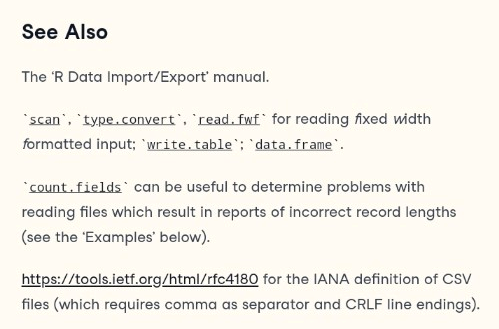 See Also
The ‘R Data Import/Export’ manual.
`scan`, `type.convert`, `read.fwf` for reading fixed width
formatted input; `write.table`; `data.frame`.
`count.fields` can be useful to determine problems with
reading files which result in reports of incorrect record lengths
(see the ‘Examples’ below).
https://tools.ietf.org/html/rfc4180 for the IANA definition of CSV
files (which requires comma as separator and CRLF line endings).